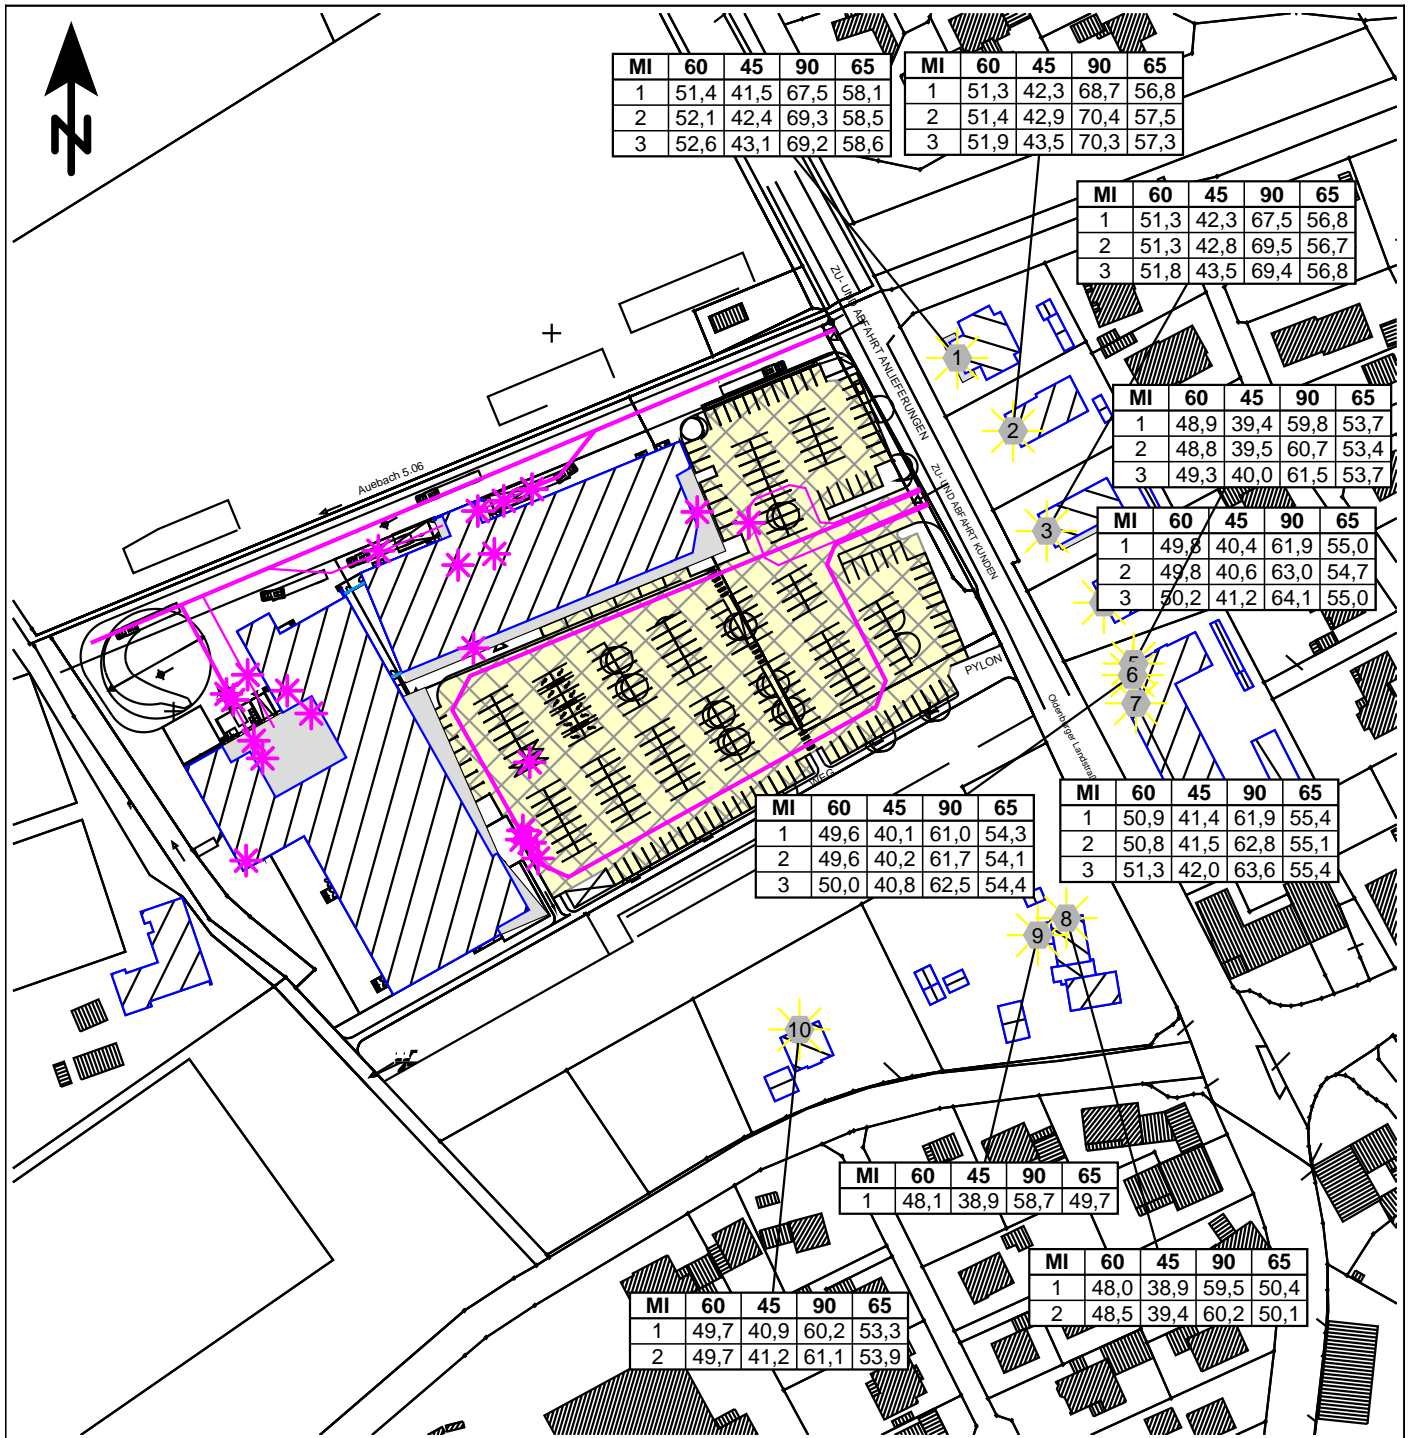 N
MI 60 45 90 65
1 51,4 41,5 67,5 58,1
2 52,1 42,4 69,3 58,5
3 52,6 43,1 69,2 58,6
MI 60 45 90 65
1 51,3 42,3 68,7 56,8
2 51,4 42,9 70,4 57,5
3 51,9 43,5 70,3 57,3
MI 60 45 90 65
1 51,3 42,3 67,5 56,8
2 51,3 42,8 69,5 56,7
3 51,8 43,5 69,4 56,8
ZU- UND ABFAHRT ANLIEFERUNGEN
1
2
MI 60 45 90 65
1 48,9 39,4 59,8 53,7
2 48,8 39,5 60,7 53,4
3 49,3 40,0 61,5 53,7
Auebach 5.06
ZU- UND ABFAHRT KUNDEN
3
MI 60 45 90 65
1 49,8 40,4 61,9 55,0
2 49,8 40,6 63,0 54,7
3 50,2 41,2 64,1 55,0
PYLON
5
6
7
Oldenburger Landstraß
WEG
MI 60 45 90 65
1 49,6 40,1 61,0 54,3
2 49,6 40,2 61,7 54,1
3 50,0 40,8 62,5 54,4
MI 60 45 90 65
1 50,9 41,4 61,9 55,4
2 50,8 41,5 62,8 55,1
3 51,3 42,0 63,6 55,4
8
9
10
MI 60 45 90 65
1 48,1 38,9 58,7 49,7
MI 60 45 90 65
1 48,0 38,9 59,5 50,4
2 48,5 39,4 60,2 50,1
MI 60 45 90 65
1 49,7 40,9 60,2 53,3
2 49,7 41,2 61,1 53,9